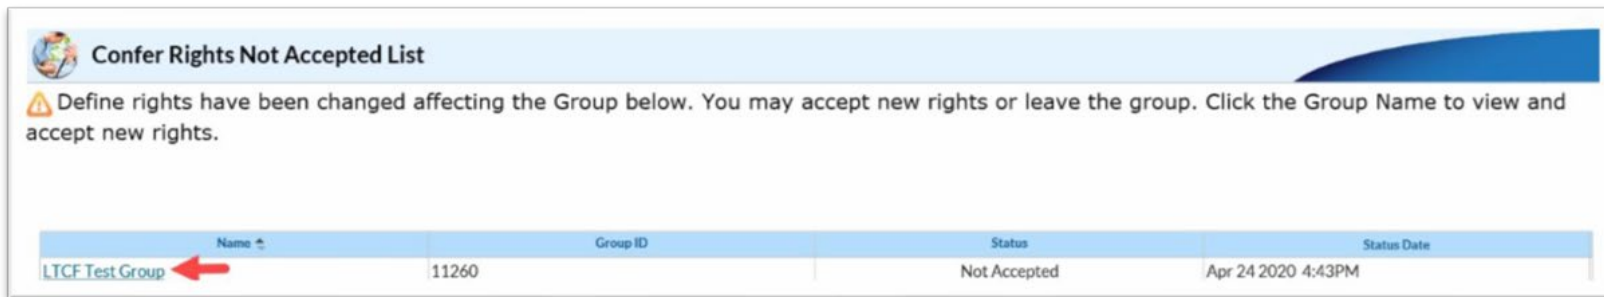 Confer Rights Not Accepted List
Define rights have been changed affecting the Group below. You may accept new rights or leave the group. Click the Group Name to view and
accept new rights.
Name Group ID Status Status Date
LTCF Test Group 11260 Not Accepted Apr 24 2020 4:43PM